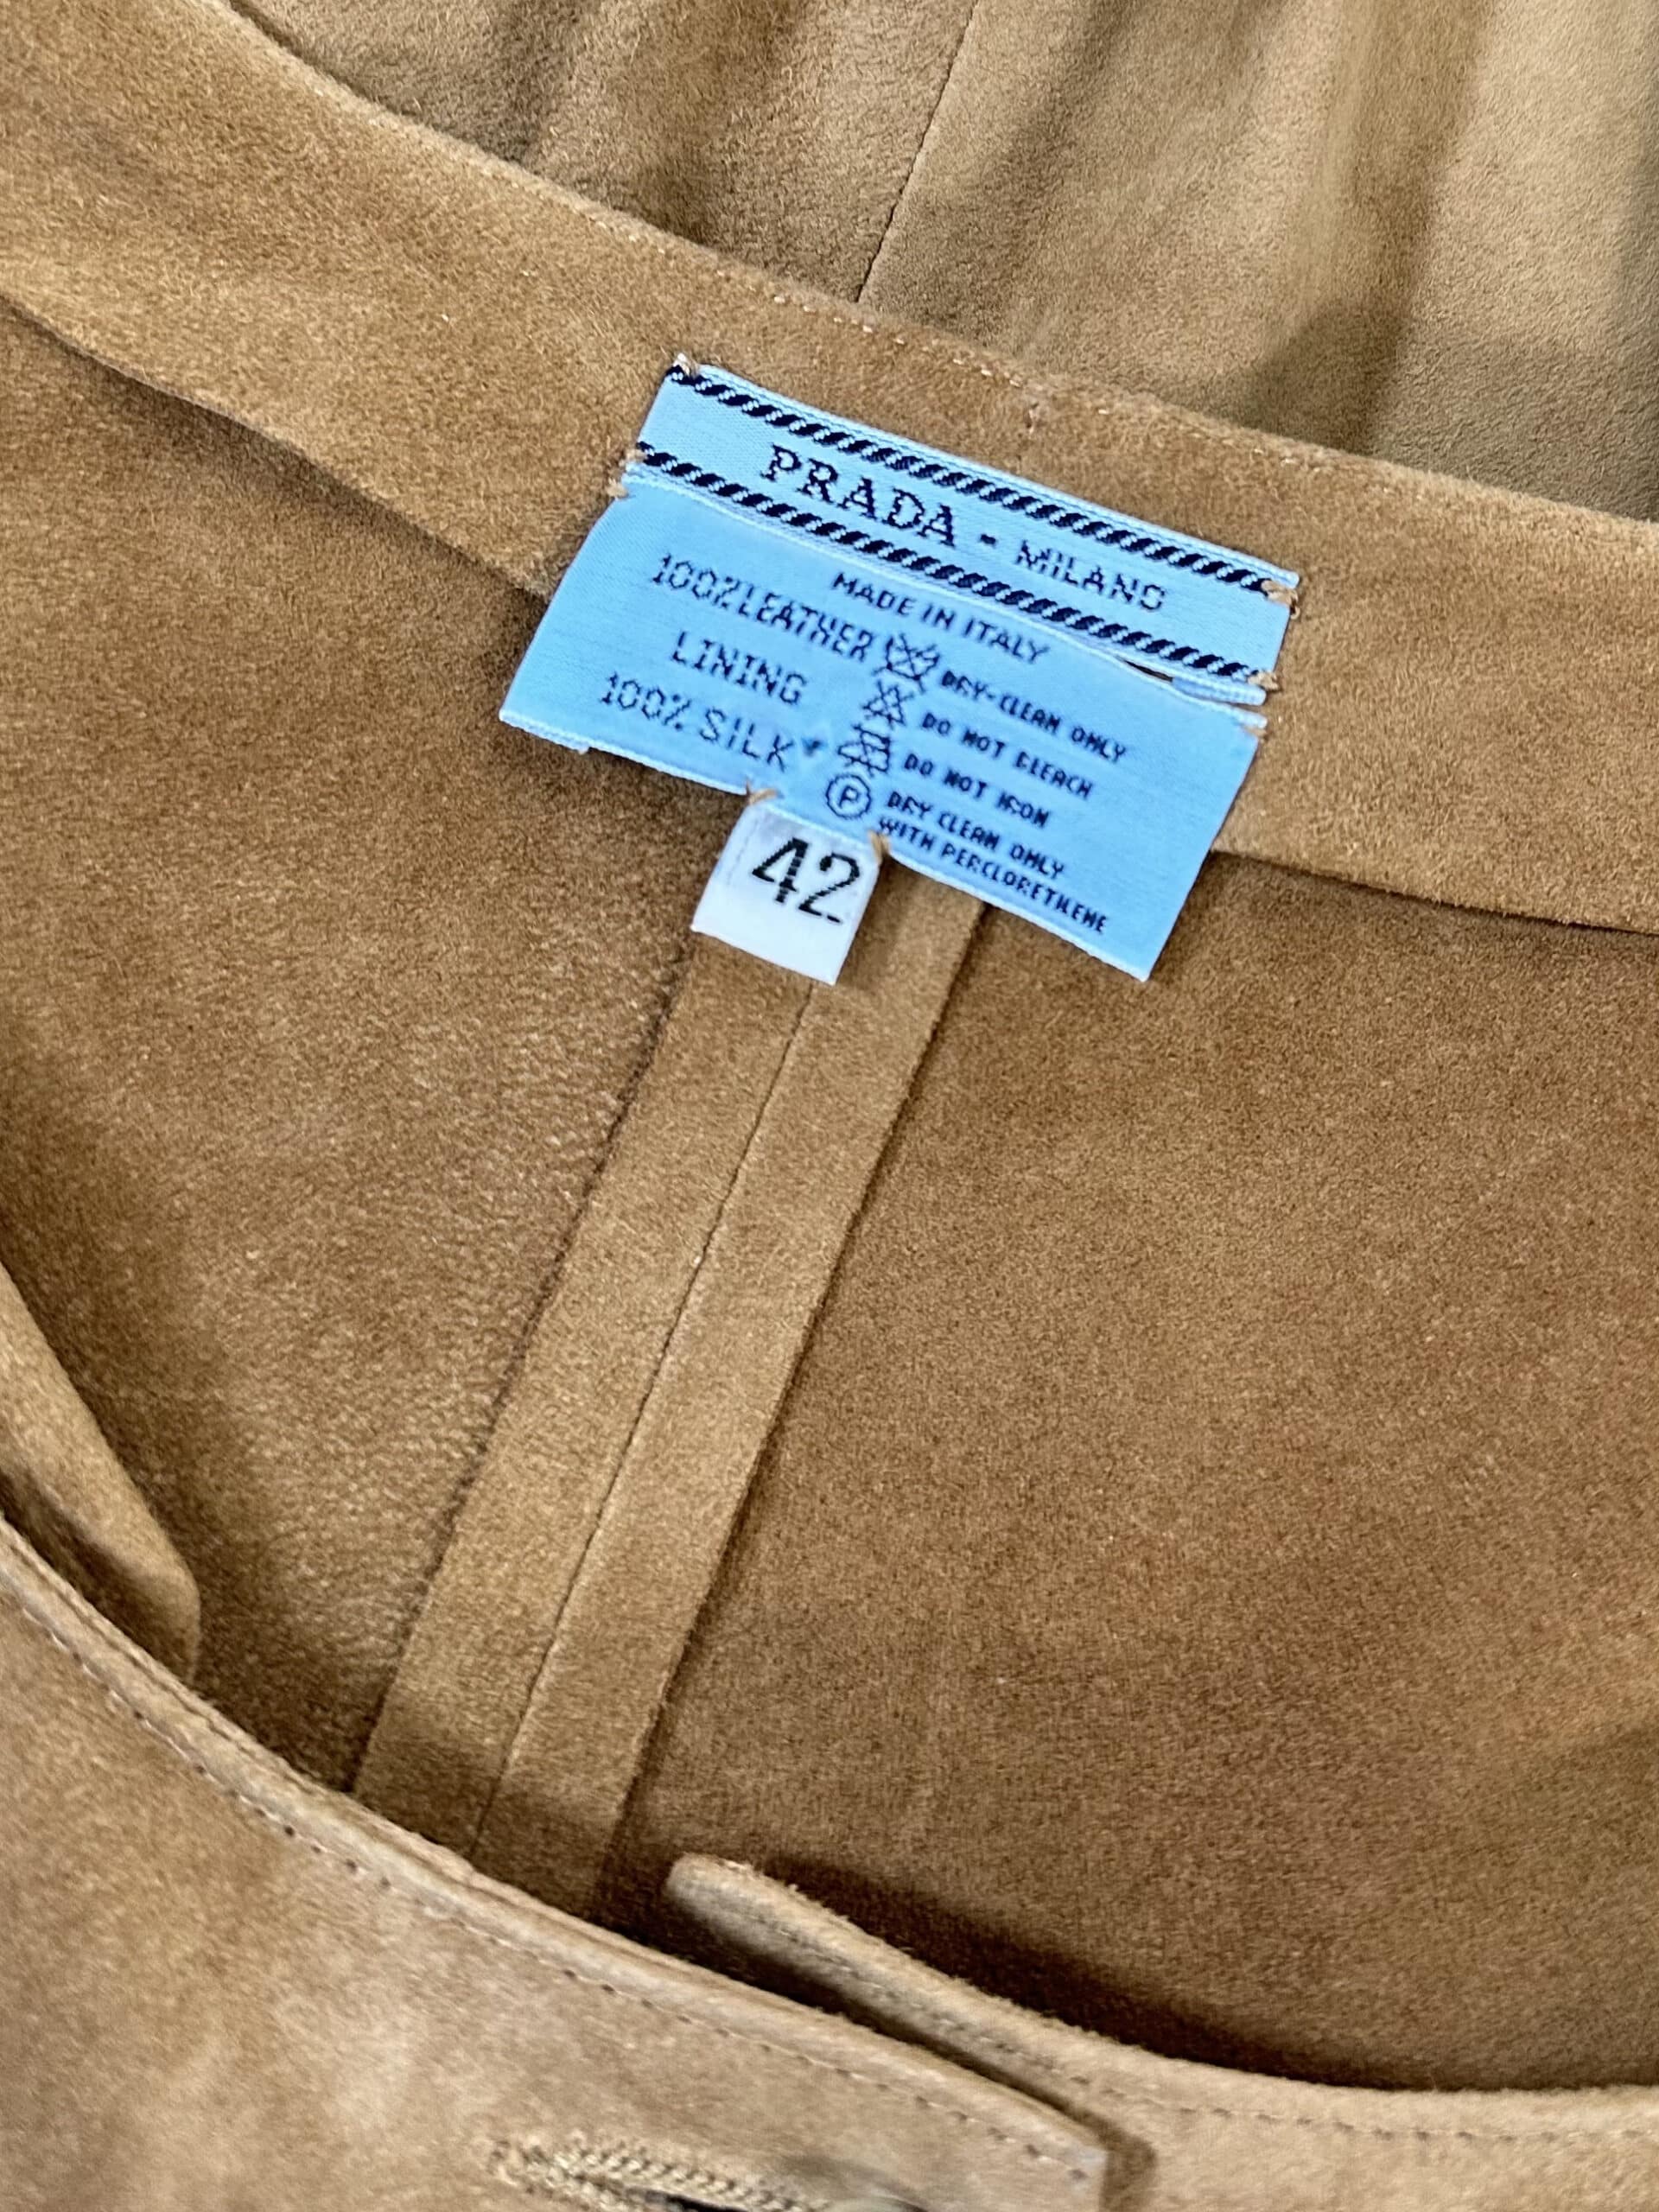 PRADA - MILANO
MADE IN ITALY
100% LEATHER
LINING
100% SILK
DRY-CLEAN ONLY
DO NOT BLEACH
DO NOT IRON
P
DRY CLEAN ONLY
WITH PERCLORETILENE
42